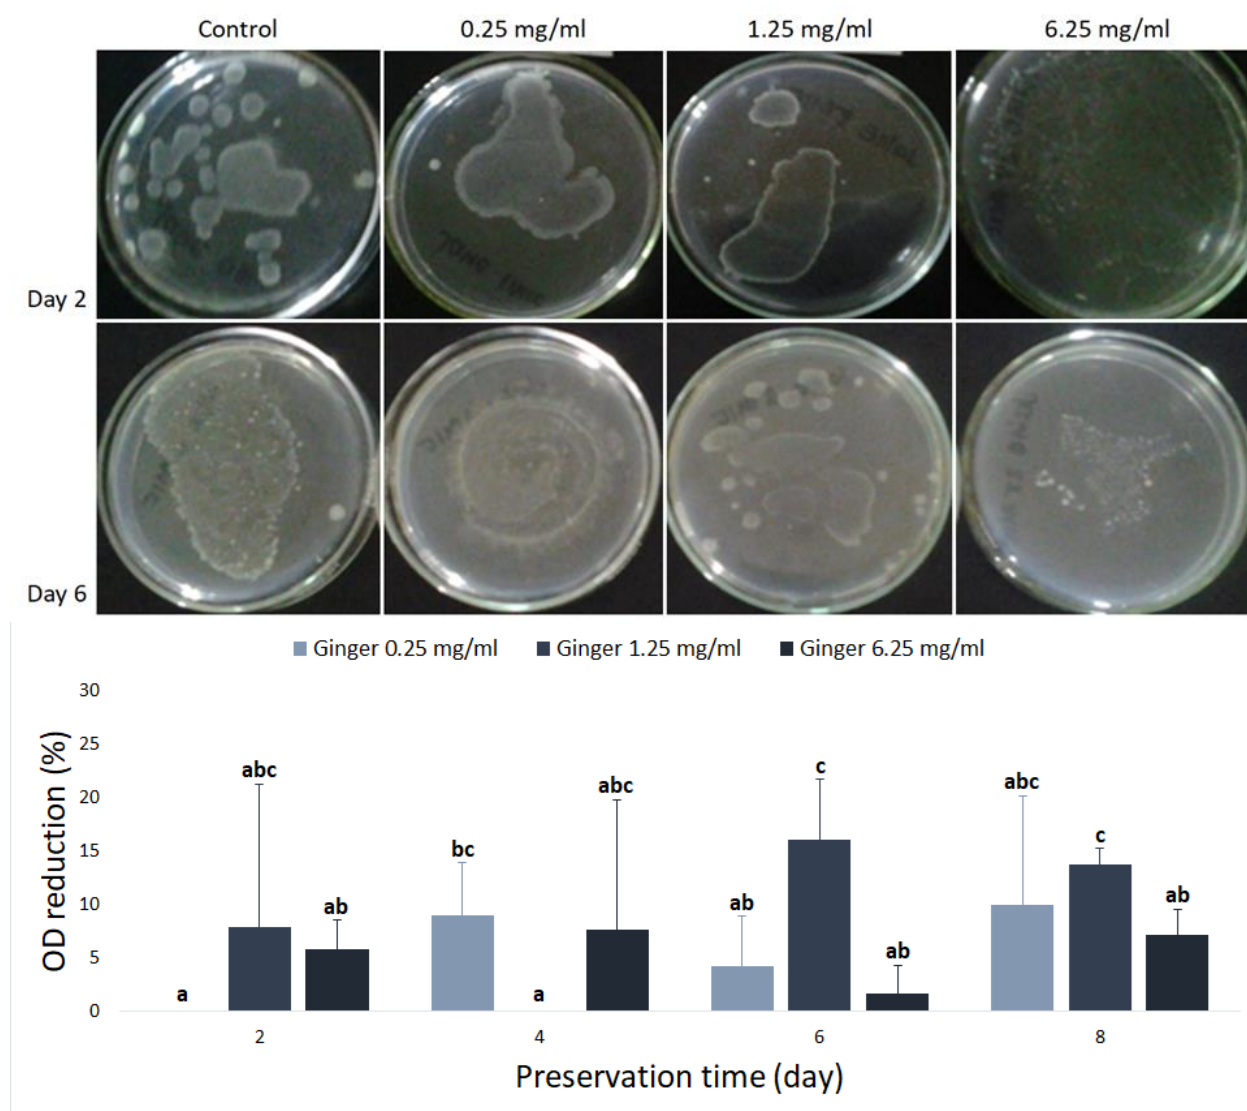 Control 0.25 mg/ml 1.25 mg/ml 6.25 mg/ml
Day 2
Day 6
Ginger 0.25 mg/ml Ginger 1.25 mg/ml Ginger 6.25 mg/ml
OD reduction (%)
30
25
20
15
10
5
0
a abc ab
bc a abc
ab c ab
abc c ab
2 4 6 8
Preservation time (day)